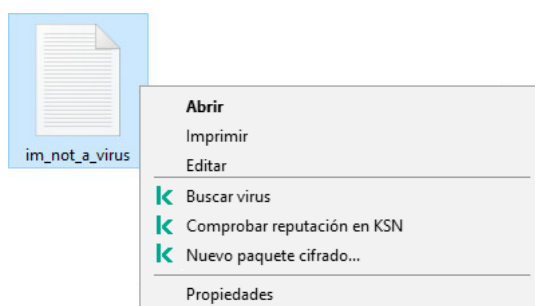 im_not_a_virus
Abrir
Imprimir
Editar
Buscar virus
Comprobar reputación en KSN
Nuevo paquete cifrado...
Propiedades